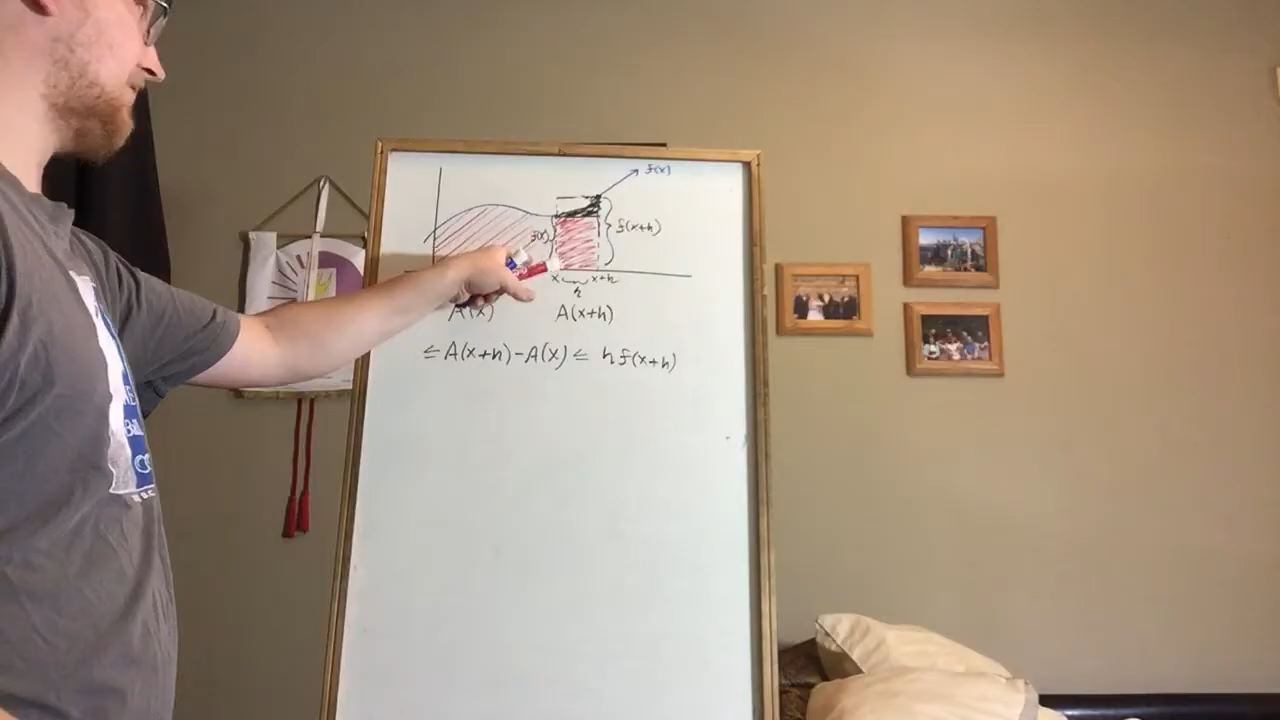 f(x)
f(x) f(x+h)
x x+h
h
A(x) A(x+h)
≤ A(x+h)-A(x) ≤ h f(x+h)